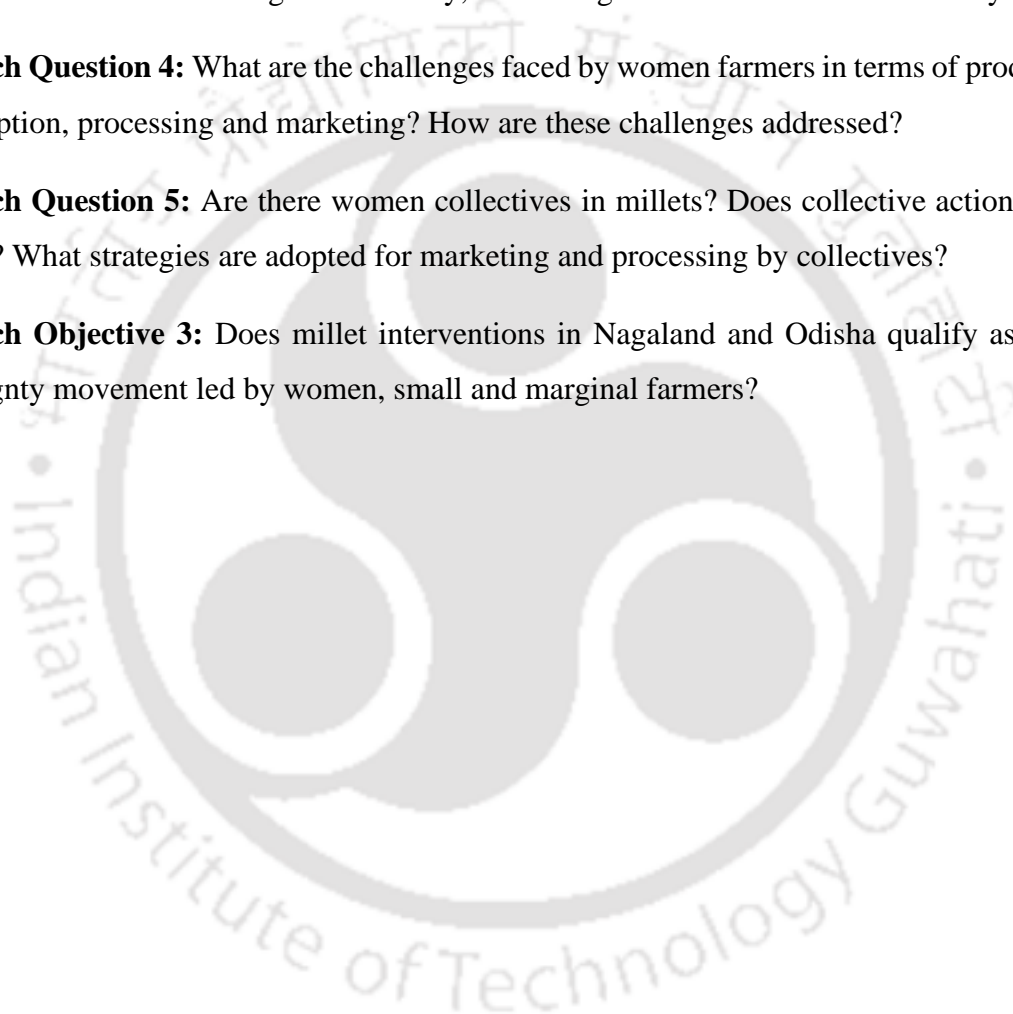 ch Question 4: What are the challenges faced by women farmers in terms of proc
ption, processing and marketing? How are these challenges addressed?
ch Question 5: Are there women collectives in millets? Does collective action
? What strategies are adopted for marketing and processing by collectives?
ch Objective 3: Does millet interventions in Nagaland and Odisha qualify as
gnty movement led by women, small and marginal farmers?
Indian Institute of Technology Guwahati